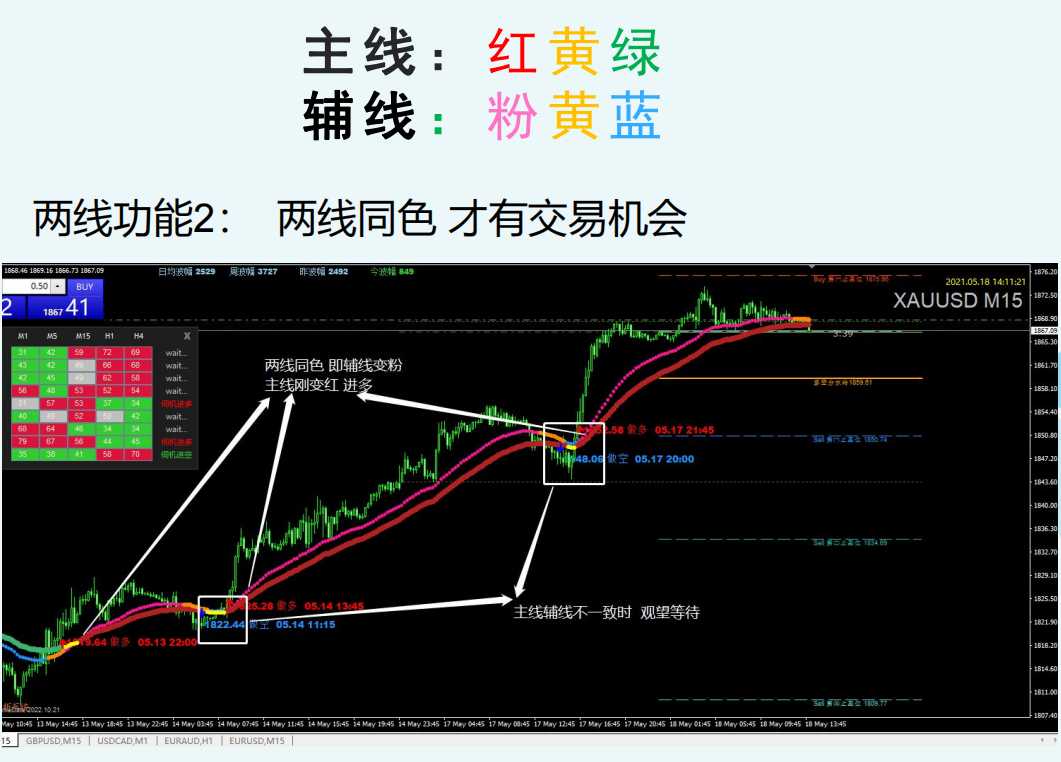 主线：红黄绿
辅线：粉黄蓝
两线功能2： 两线同色 才有交易机会
1868.46 1869.16 1866.73 1867.09
日均波幅 2529 周波幅 3727 昨波幅 2492 今波幅 849
2021.05.18 14:11:21
XAUUSD M15
0.50 BUY
2 1867 41
M1 M5 M15 H1 H4 X
31 42 59 72 69 wait...
43 42 66 68 wait...
42 45 62 58 wait...
56 48 53 52 54 wait...
57 53 37 34 伺机进多
40 52 42 wait...
68 64 46 34 34 wait...
79 67 56 44 45 伺机进多
35 38 41 58 70 伺机进空
两线同色 即辅线变粉
主线刚变红 进多
做多 05.17 21:45
48.06 做空 05.17 20:00
25.28 做多 05.14 13:45
1822.44 做空 05.14 11:15
19.64 做多 05.13 22:00
主线辅线不一致时 观望等待
3:39
多空分水岭1859.81
1876.20
1872.50
1868.90
1867.09
1865.30
1861.70
1858.10
1854.40
1850.80
1847.20
1843.60
1840.00
1836.30
1832.70
1829.10
1825.50
1821.90
1818.20
1814.60
1811.00
1807.40
2022.10.21
May 10:45 13 May 14:45 13 May 18:45 13 May 22:45 14 May 03:45 14 May 07:45 14 May 11:45 14 May 15:45 14 May 19:45 14 May 23:45 17 May 04:45 17 May 08:45 17 May 12:45 17 May 16:45 17 May 20:45 18 May 01:45 18 May 05:45 18 May 09:45 18 May 13:45
15 GBPUSD,M15 USDCAD,M1 EURAUD,H1 EURUSD,M15